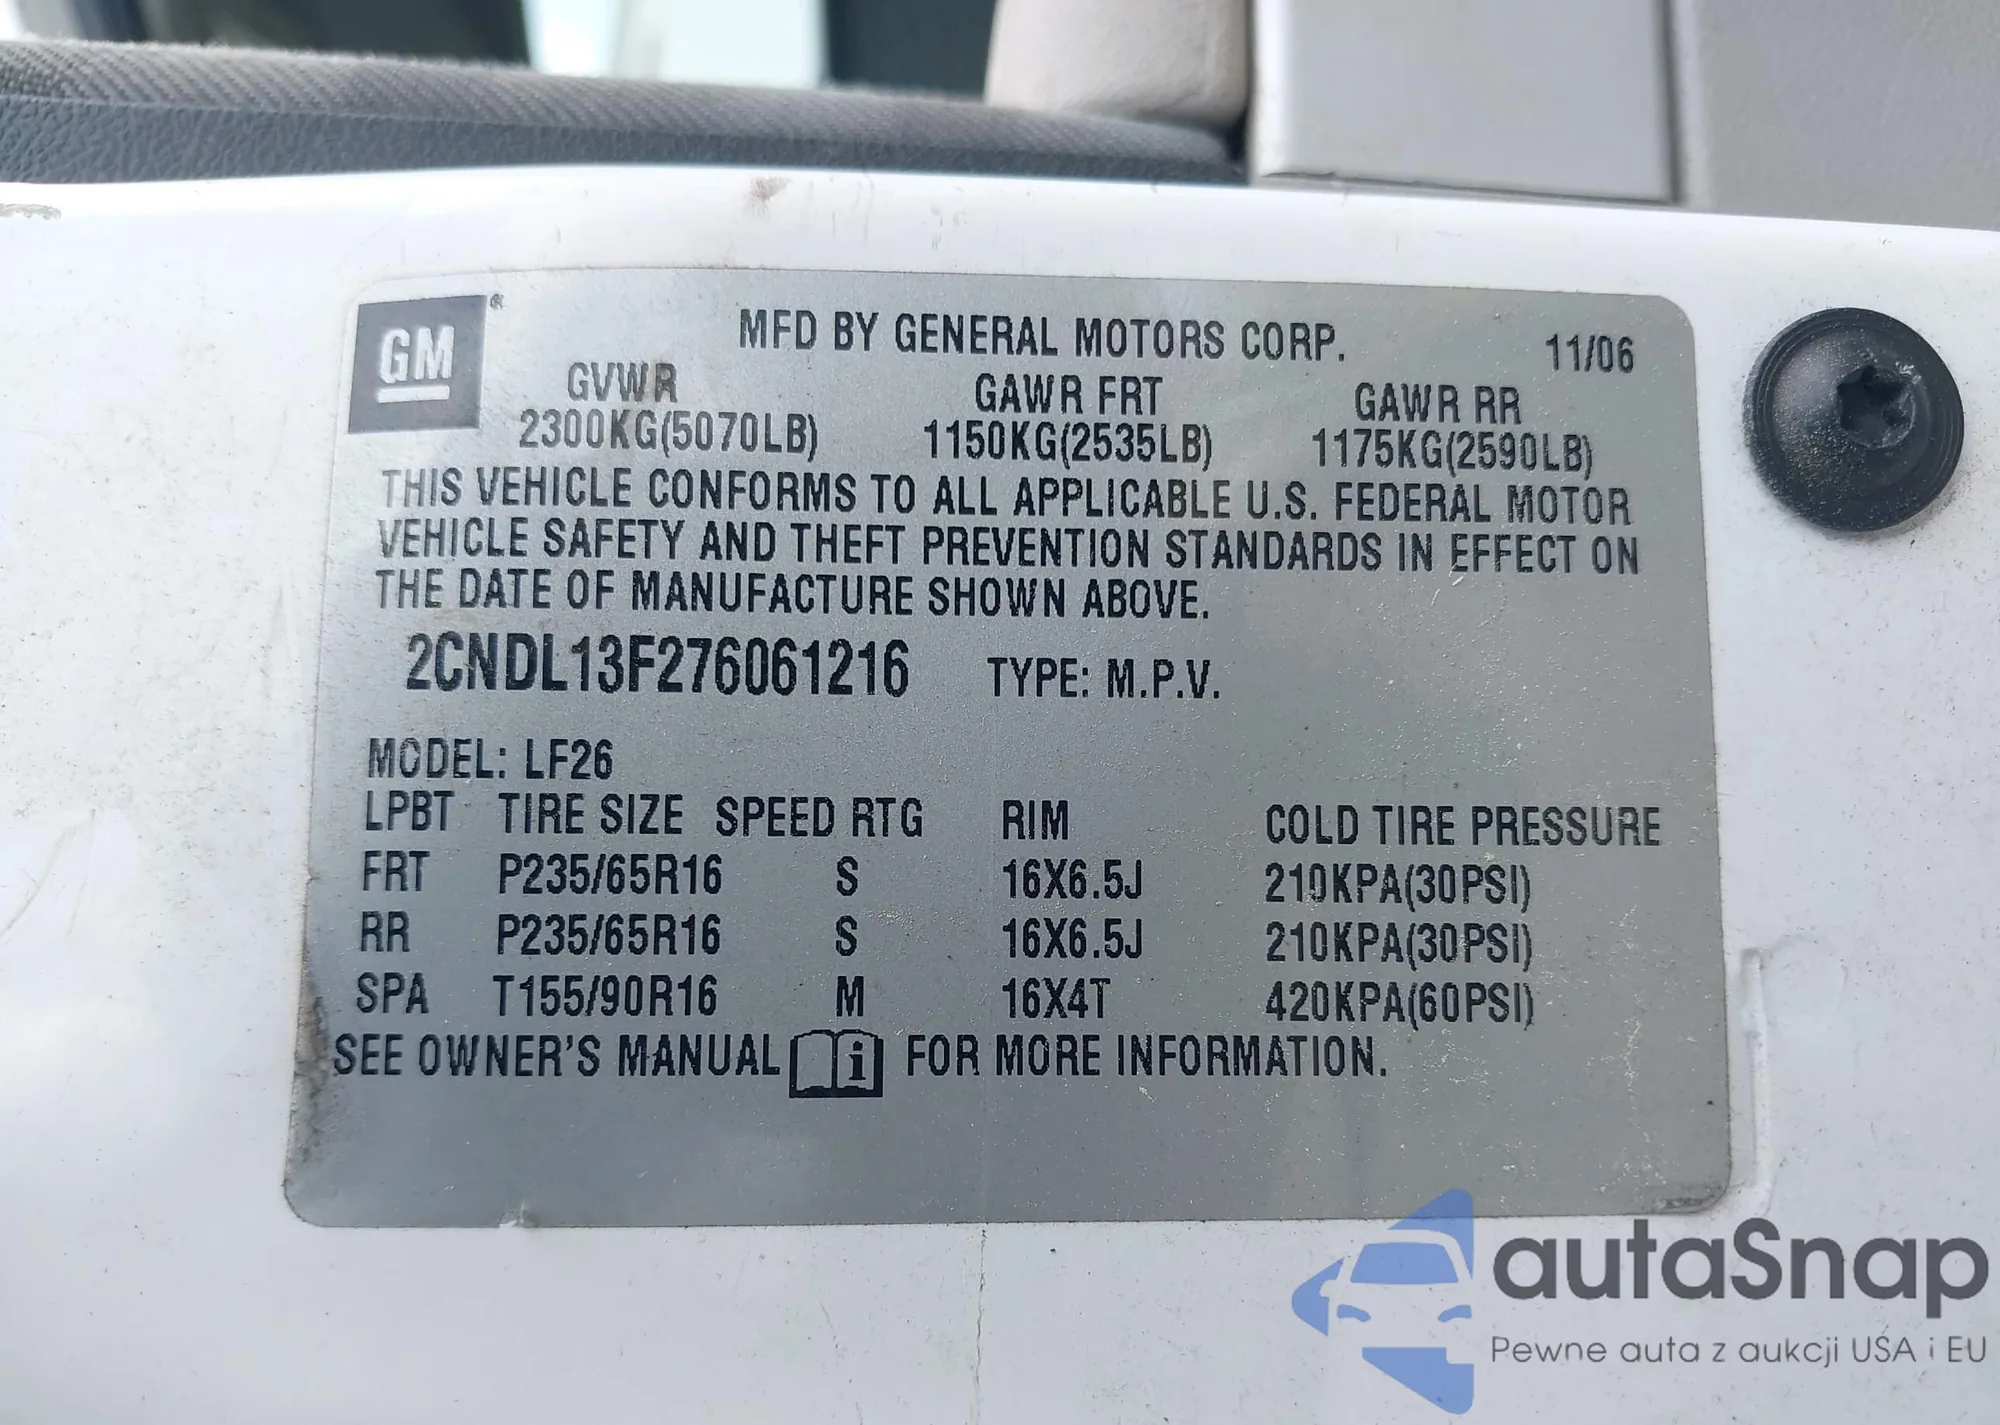 GM®
MFD BY GENERAL MOTORS CORP. 11/06
GVWR GAWR FRT GAWR RR
2300KG(5070LB) 1150KG(2535LB) 1175KG(2590LB)
THIS VEHICLE CONFORMS TO ALL APPLICABLE U.S. FEDERAL MOTOR
VEHICLE SAFETY AND THEFT PREVENTION STANDARDS IN EFFECT ON
THE DATE OF MANUFACTURE SHOWN ABOVE.
2CNDL13F276061216 TYPE: M.P.V.
MODEL: LF26
LPBT TIRE SIZE SPEED RTG RIM COLD TIRE PRESSURE
FRT P235/65R16 S 16X6.5J 210KPA(30PSI)
RR P235/65R16 S 16X6.5J 210KPA(30PSI)
SPA T155/90R16 M 16X4T 420KPA(60PSI)
SEE OWNER'S MANUAL i FOR MORE INFORMATION.
autaSnap
Pewne auta z aukcji USA i EU